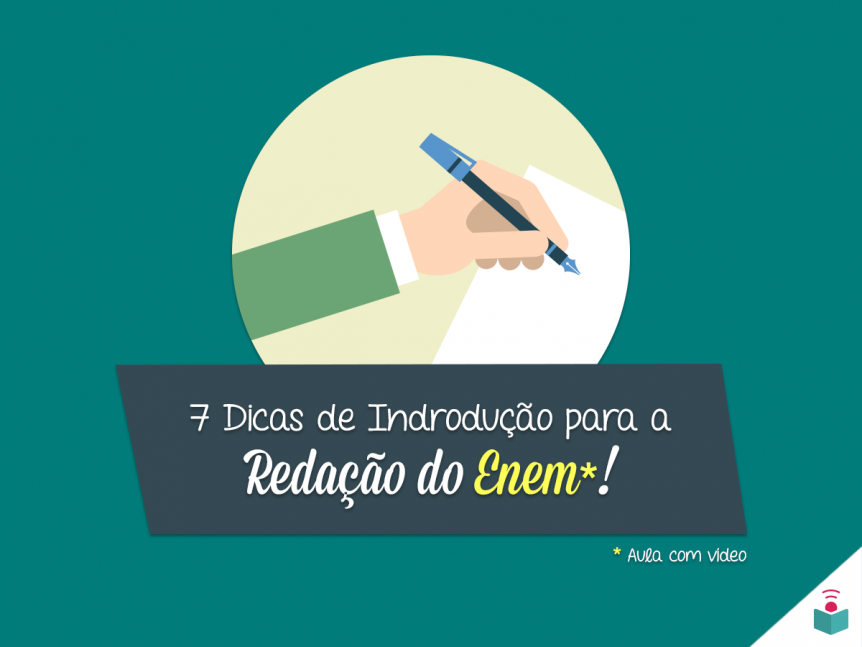 7 Dicas de Indrodução para a
Redação do Enem*!
* Aula com vídeo